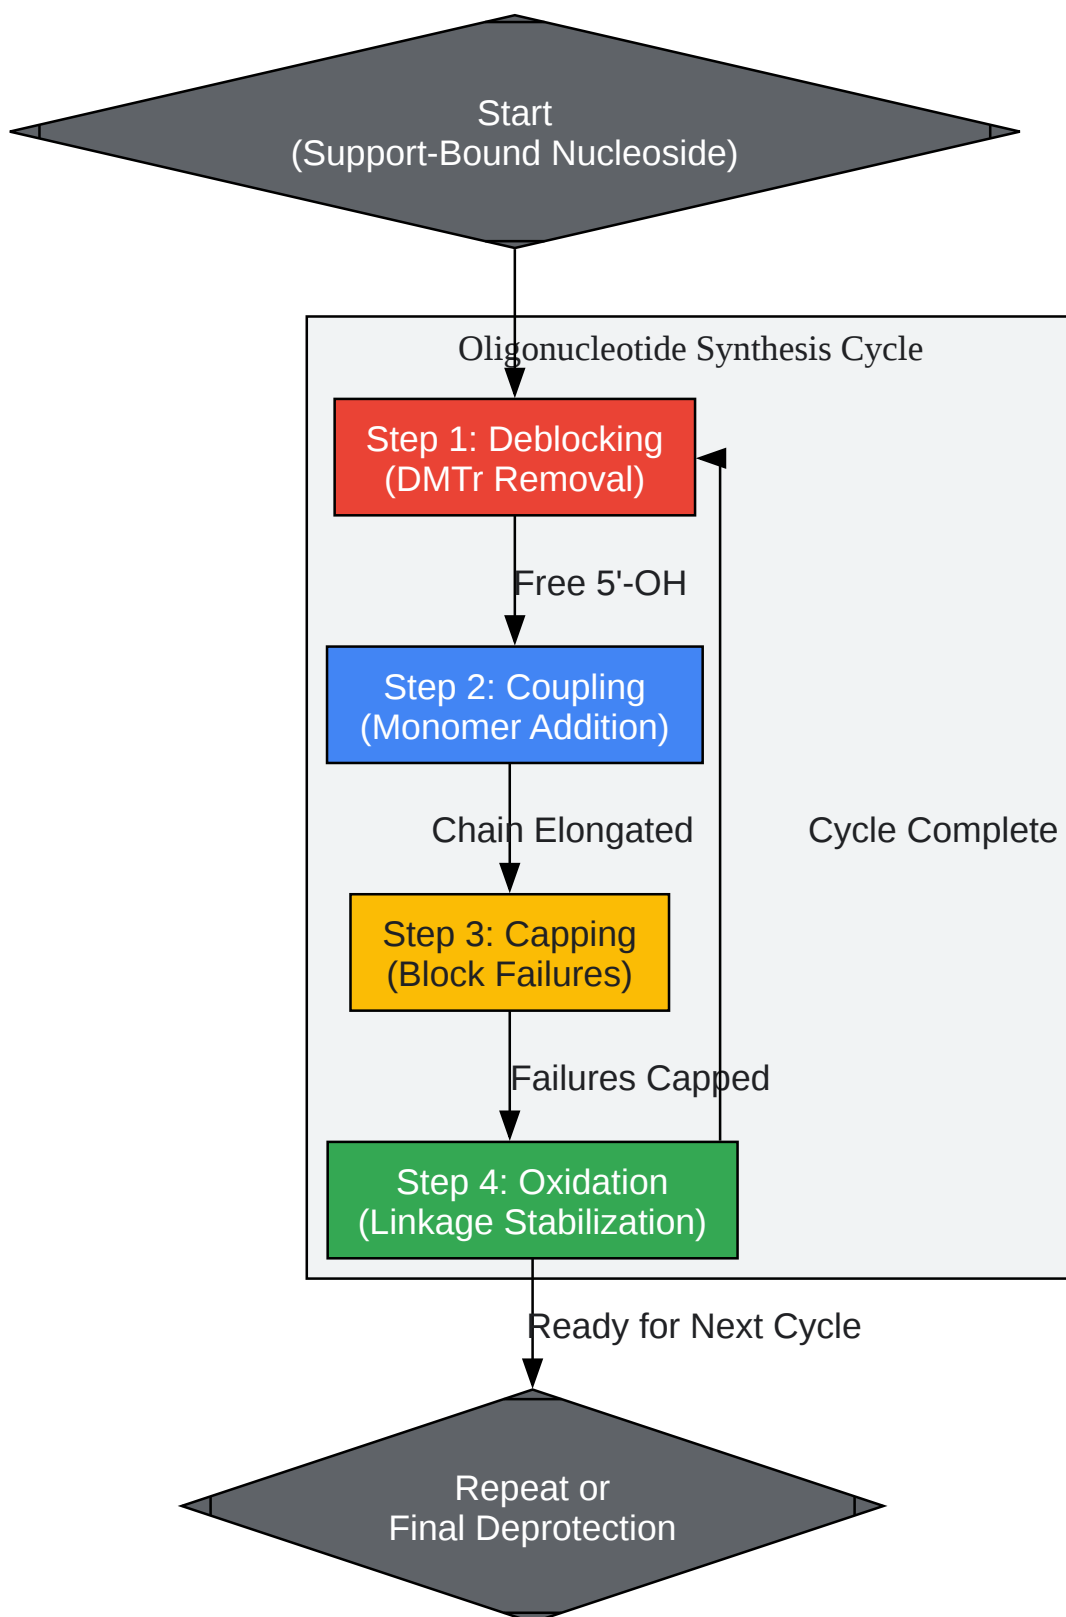 Start
(Support-Bound Nucleoside)
Oligonucleotide Synthesis Cycle
Step 1: Deblocking
(DMTr Removal)
Free 5'-OH
Step 2: Coupling
(Monomer Addition)
Chain Elongated
Cycle Complete
Step 3: Capping
(Block Failures)
Failures Capped
Step 4: Oxidation
(Linkage Stabilization)
Ready for Next Cycle
Repeat or
Final Deprotection